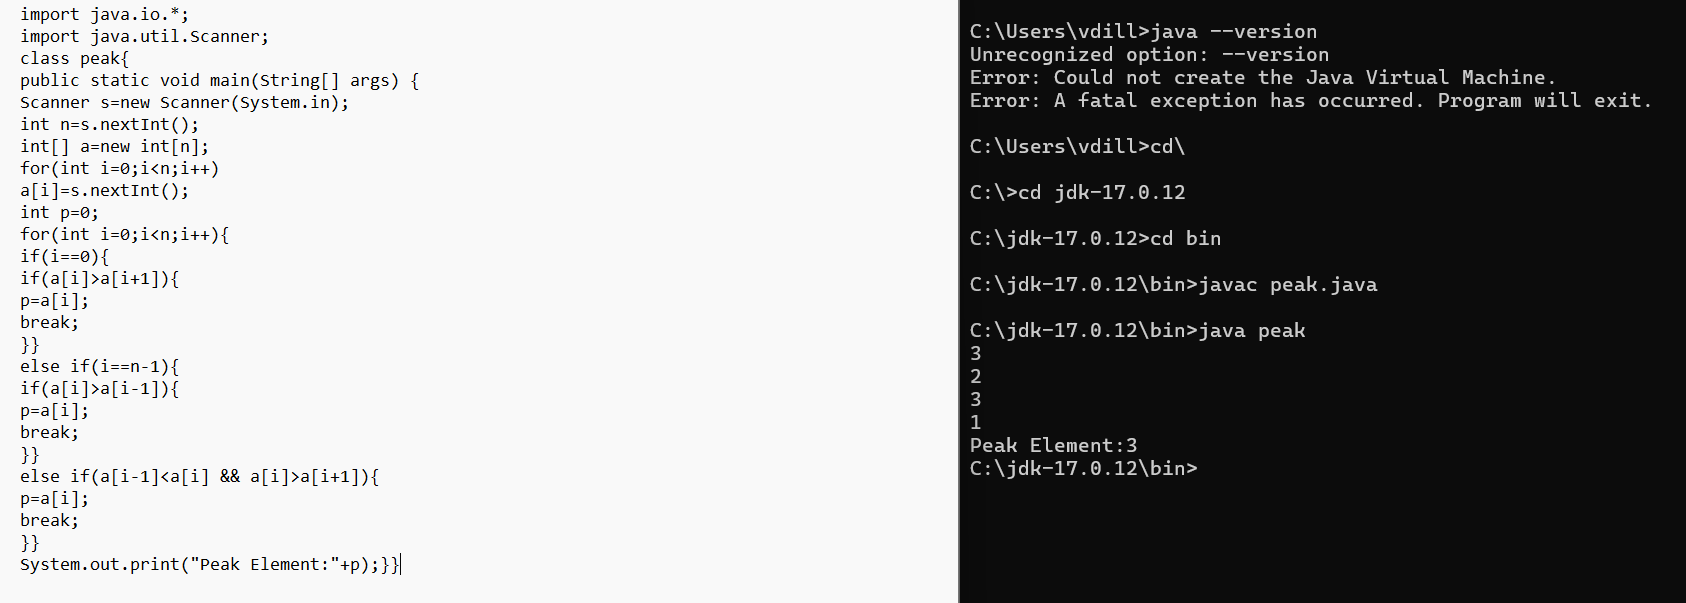 import java.io.*;
import java.util.Scanner;
class peak{
public static void main(String[] args) {
Scanner s=new Scanner(System.in);
int n=s.nextInt();
int[] a=new int[n];
for(int i=0;i<n;i++)
a[i]=s.nextInt();
int p=0;
for(int i=0;i<n;i++){
if(i==0){
if(a[i]>a[i+1]){
p=a[i];
break;
}}
else if(i==n-1){
if(a[i]>a[i-1]){
p=a[i];
break;
}}
else if(a[i-1]<a[i] && a[i]>a[i+1]){
p=a[i];
break;
}}
System.out.print("Peak Element:"+p);}}
C:\Users\vdill>java --version
Unrecognized option: --version
Error: Could not create the Java Virtual Machine.
Error: A fatal exception has occurred. Program will exit.
C:\Users\vdill>cd\
C:\>cd jdk-17.0.12
C:\jdk-17.0.12>cd bin
C:\jdk-17.0.12\bin>javac peak.java
C:\jdk-17.0.12\bin>java peak
3
2
3
1
Peak Element:3
C:\jdk-17.0.12\bin>